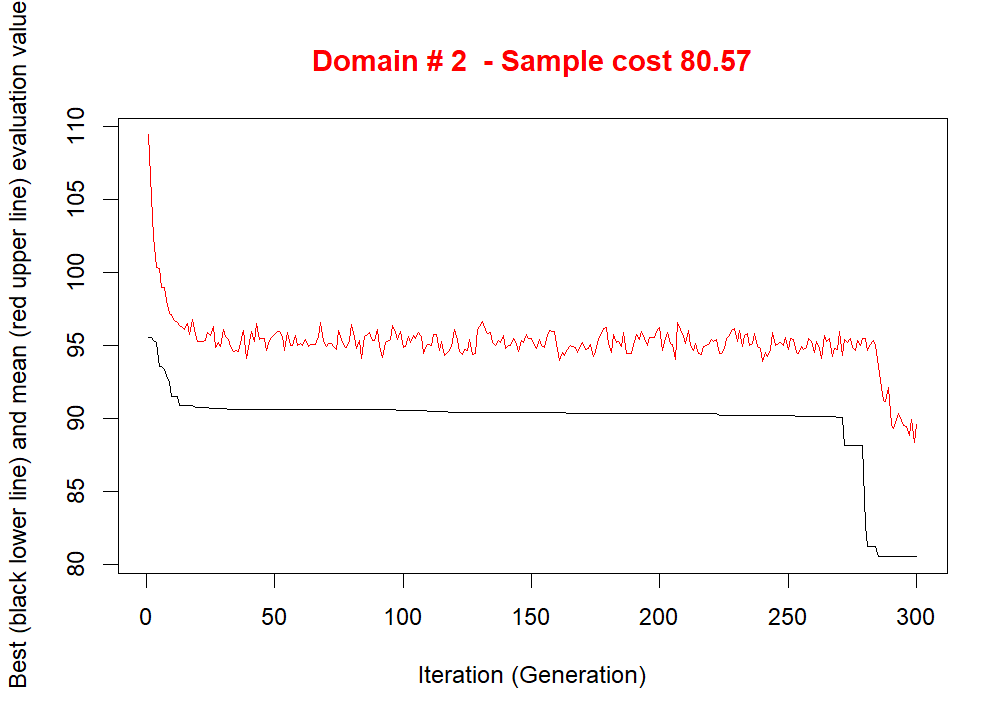 Domain # 2  - Sample cost 80.57
Best (black lower line) and mean (red upper line) evaluation value
110
105
100
95
90
85
80
0 50 100 150 200 250 300
Iteration (Generation)